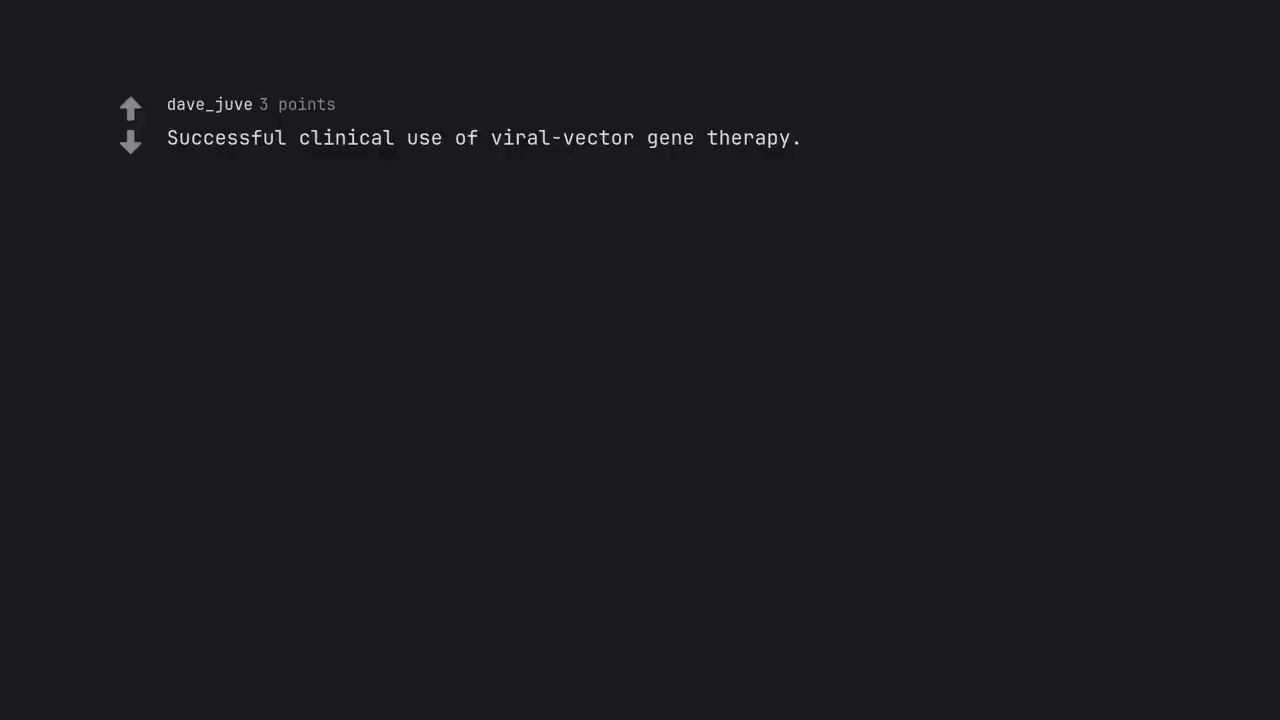 dave_juve 3 points
Successful clinical use of viral-vector gene therapy.